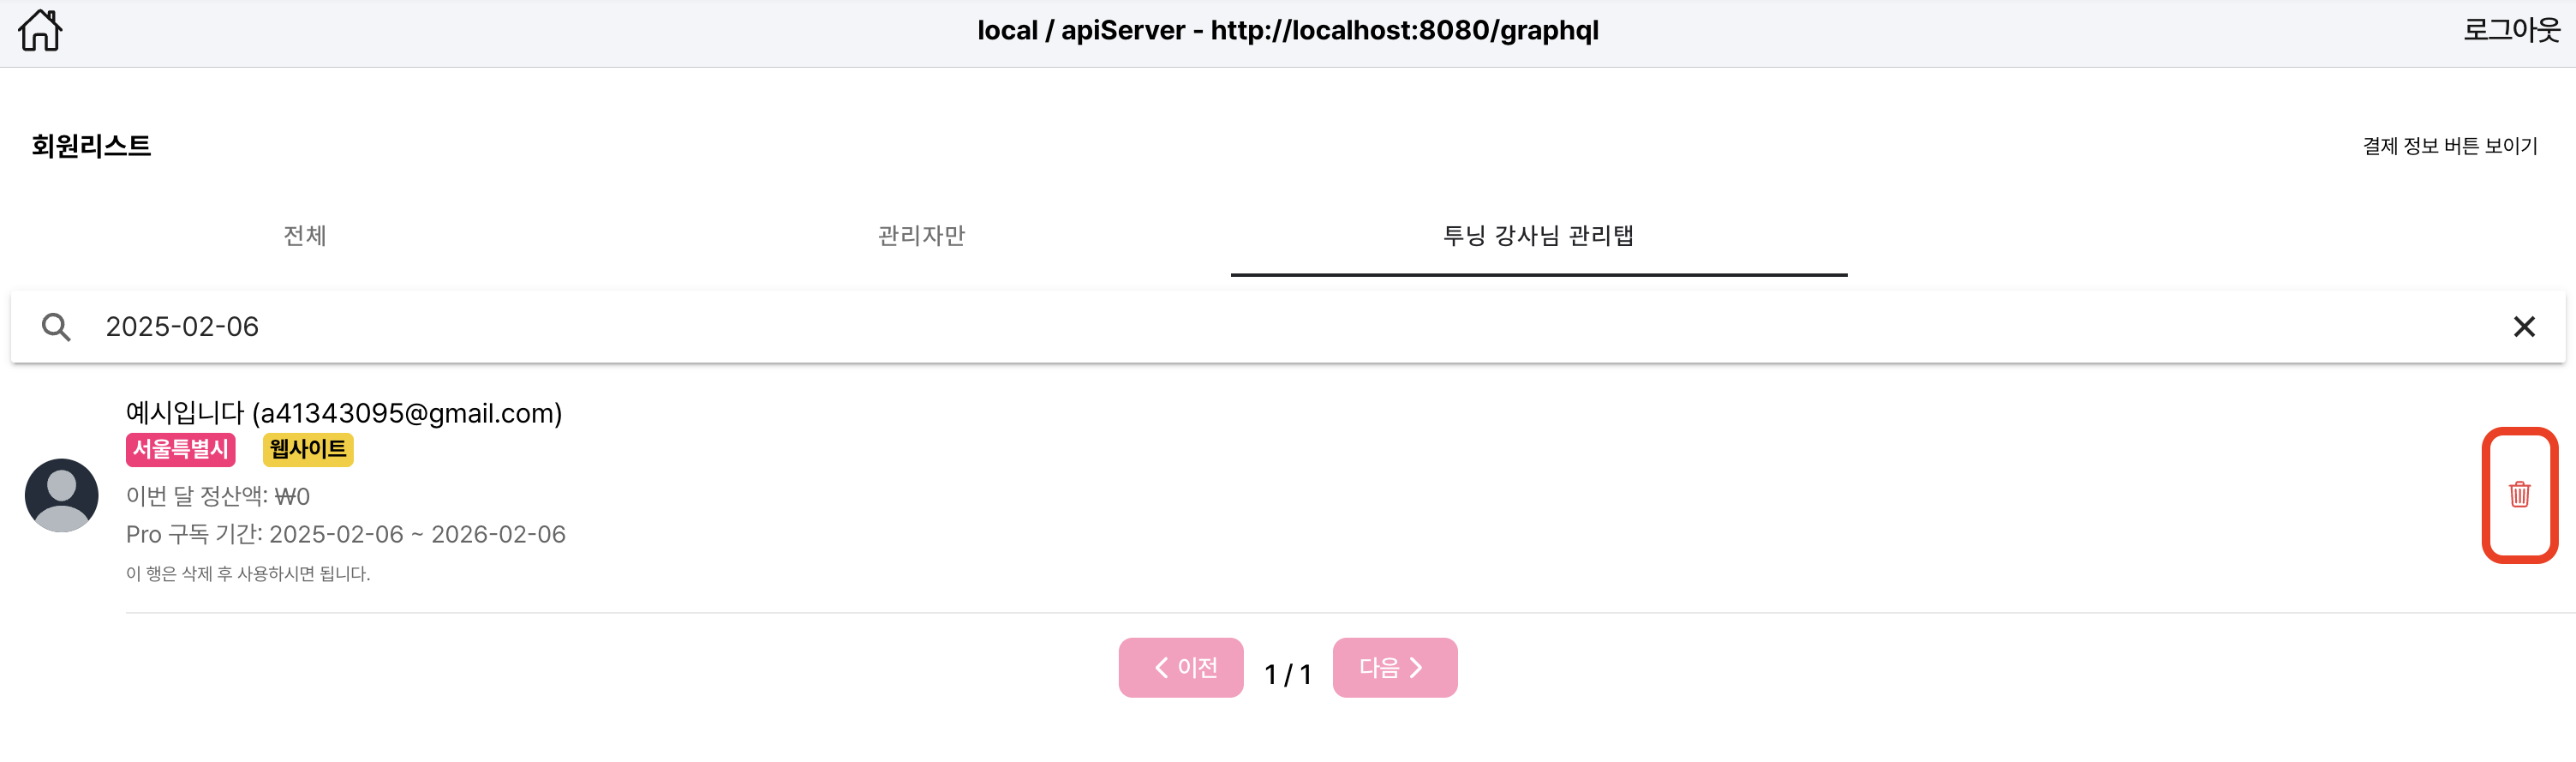 local / apiServer - http://localhost:8080/graphql
로그아웃
회원리스트
결제 정보 버튼 보이기
전체
관리자만
투닝 강사님 관리탭
2025-02-06
예시입니다 (a41343095@gmail.com)
서울특별시 웹사이트
이번 달 정산액: ₩0
Pro 구독 기간: 2025-02-06 ~ 2026-02-06
이 행은 삭제 후 사용하시면 됩니다.
이전 1 / 1 다음